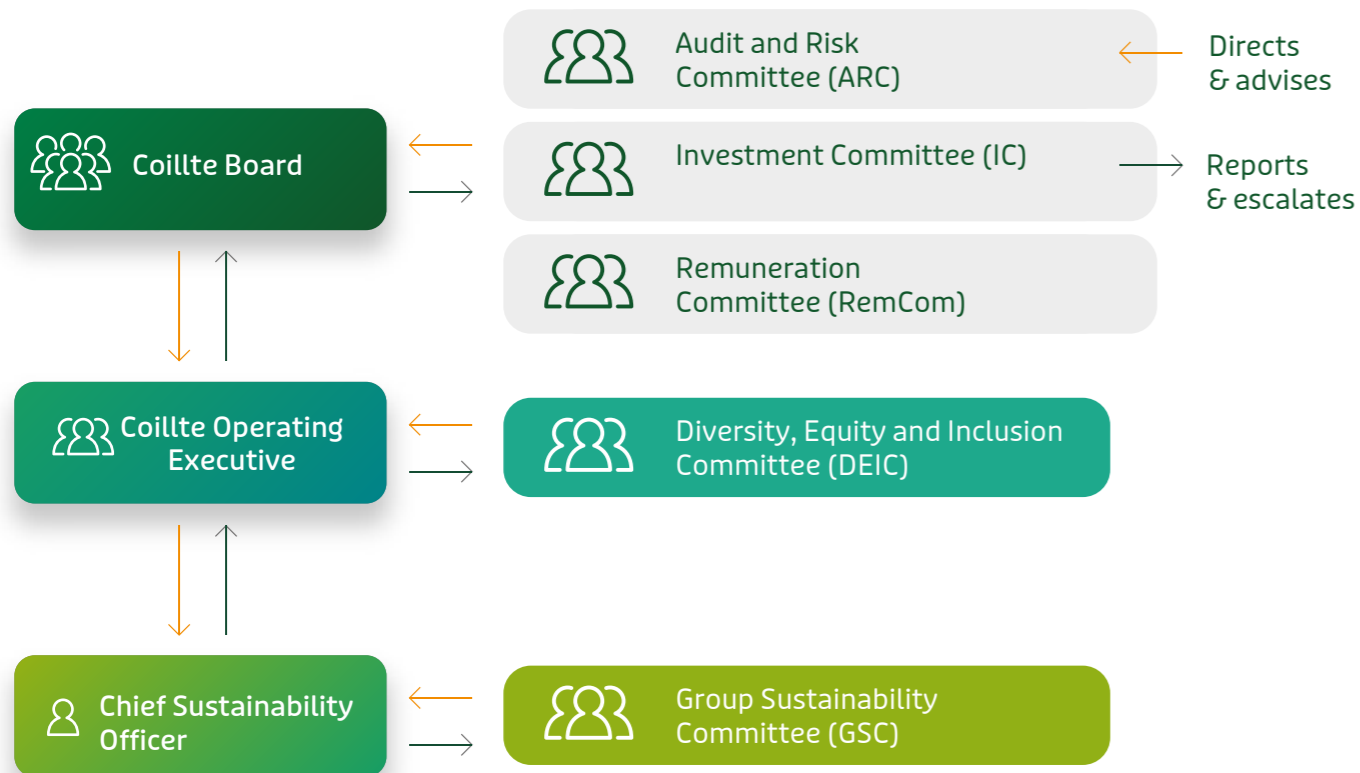 Audit and Risk
Committee (ARC)
Directs
& advises
Coillte Board
Investment Committee (IC)
Reports
& escalates
Remuneration
Committee (RemCom)
Coillte Operating
Executive
Diversity, Equity and Inclusion
Committee (DEIC)
Chief Sustainability
Officer
Group Sustainability
Committee (GSC)